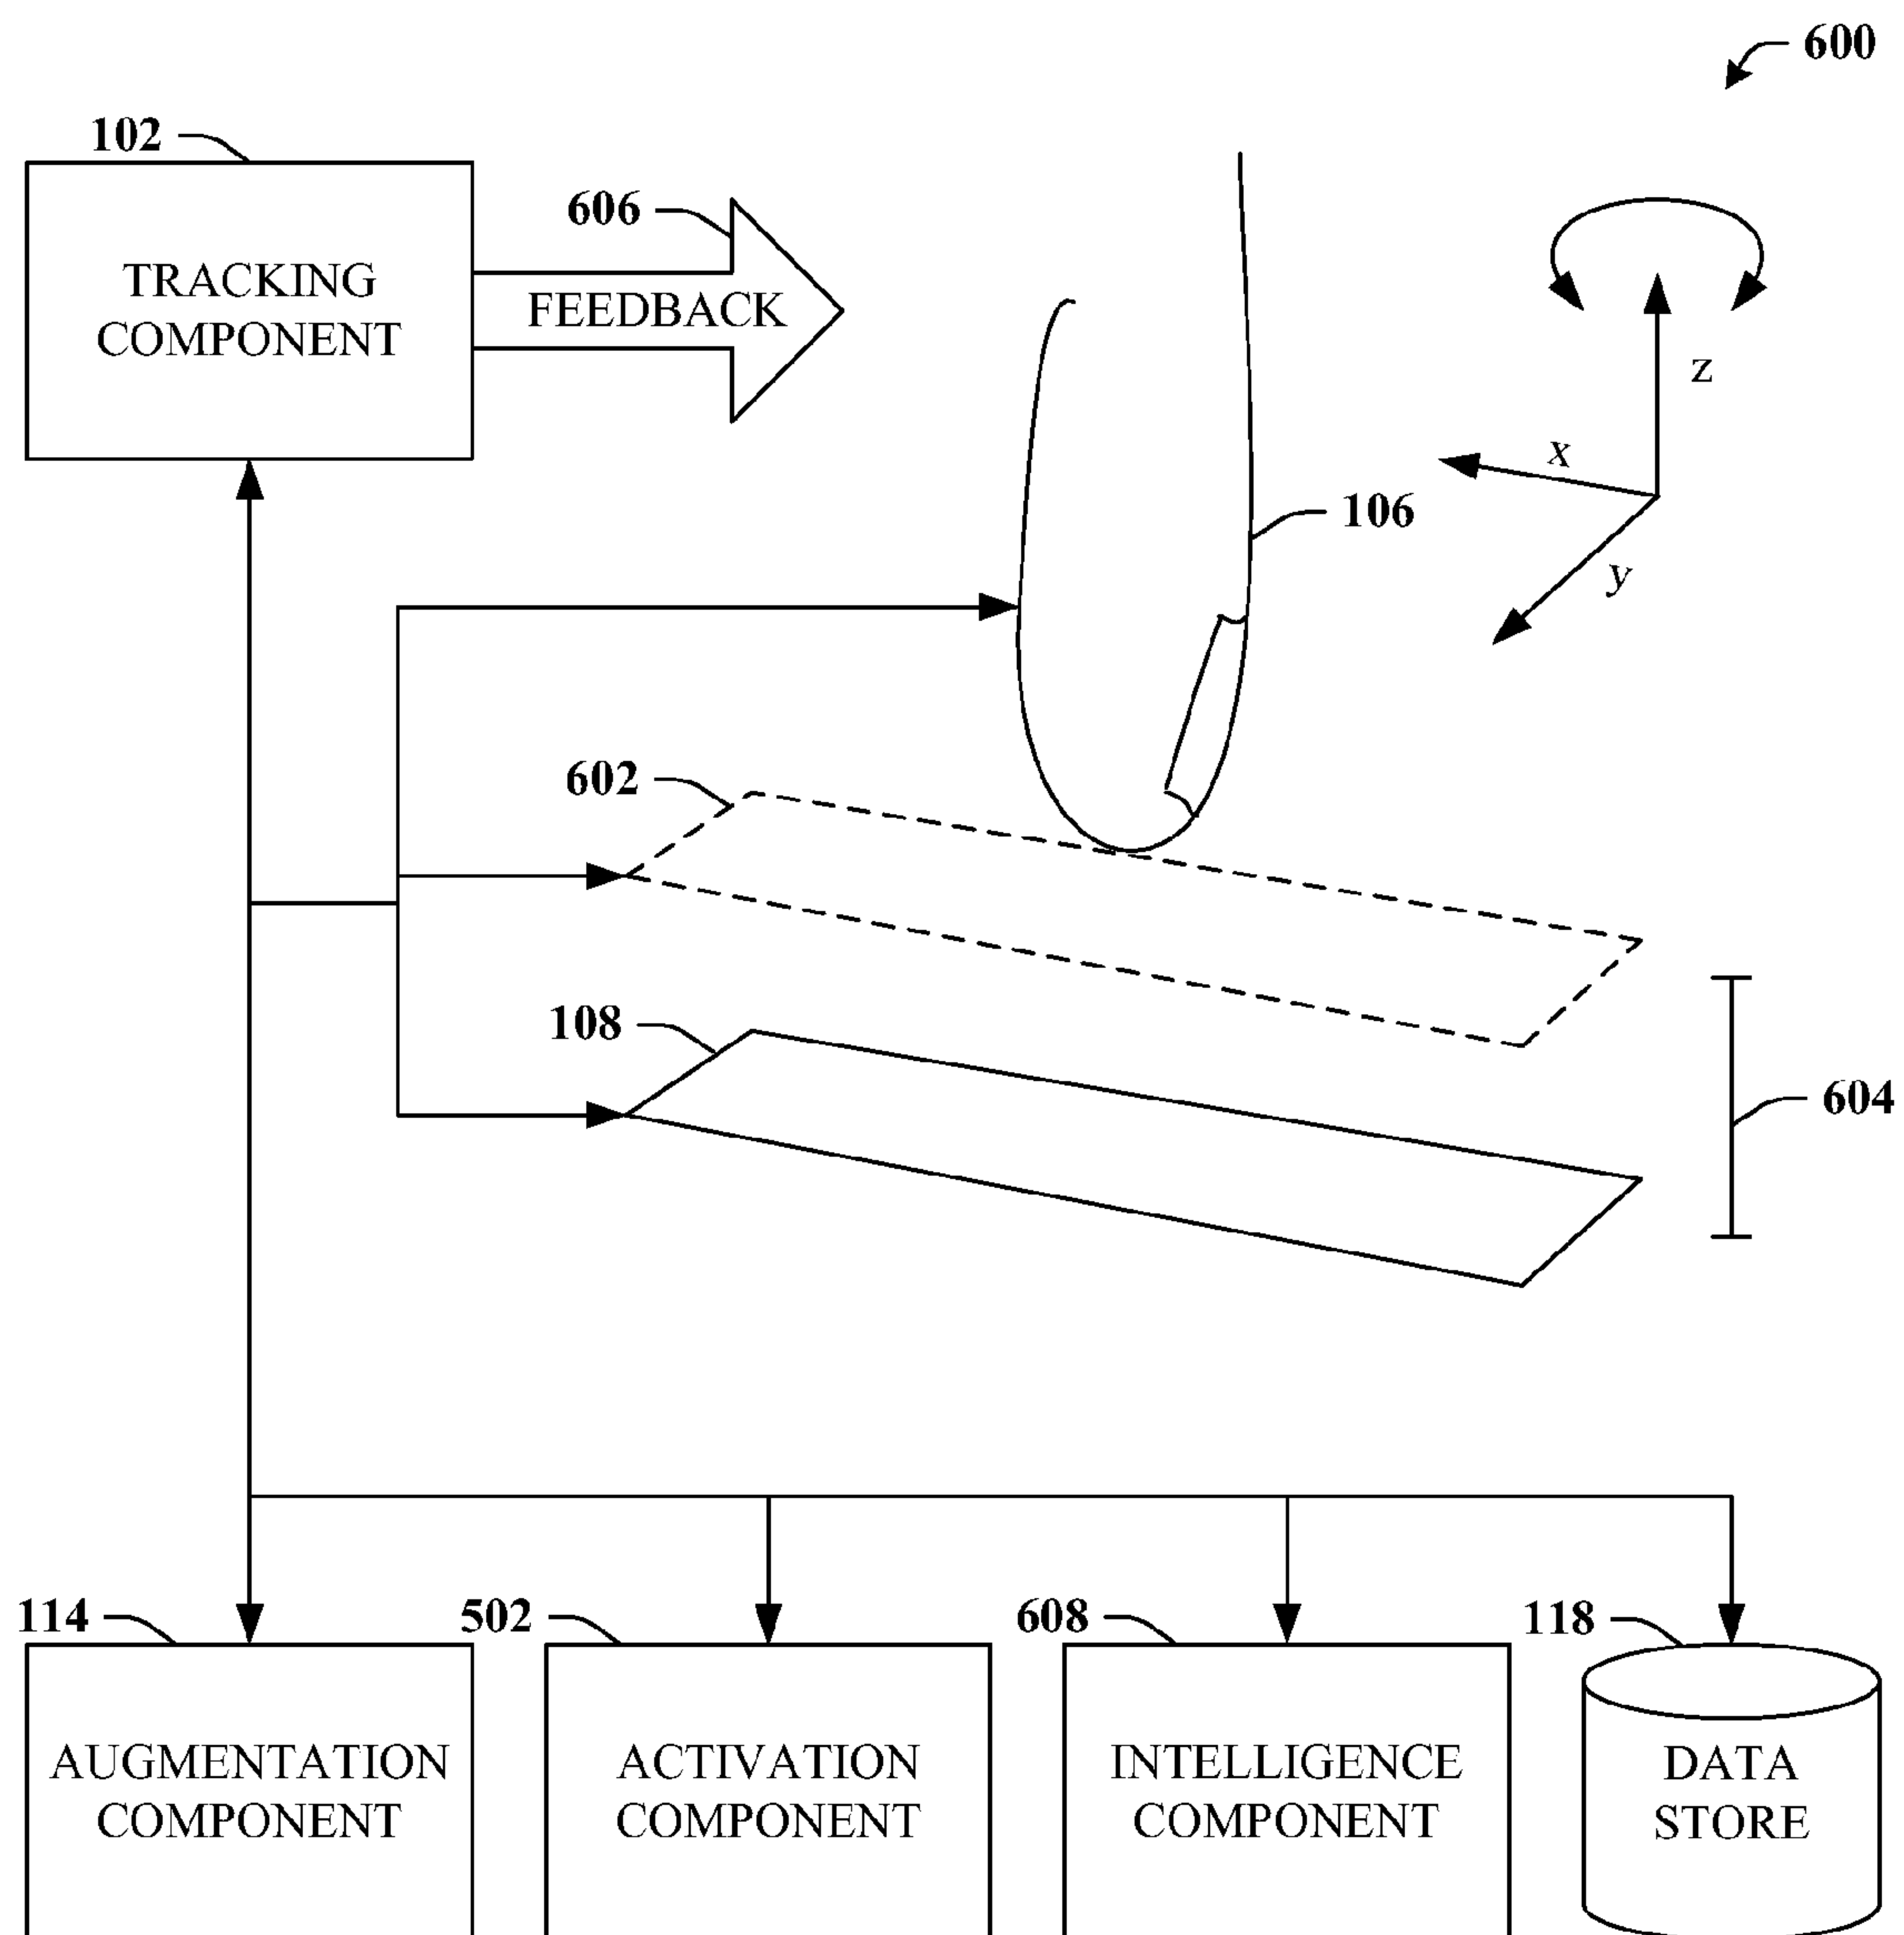 600
102
606
TRACKING
COMPONENT
FEEDBACK
z
x
106
y
602
108
604
114
502
608
118
AUGMENTATION
COMPONENT
ACTIVATION
COMPONENT
INTELLIGENCE
COMPONENT
DATA
STORE